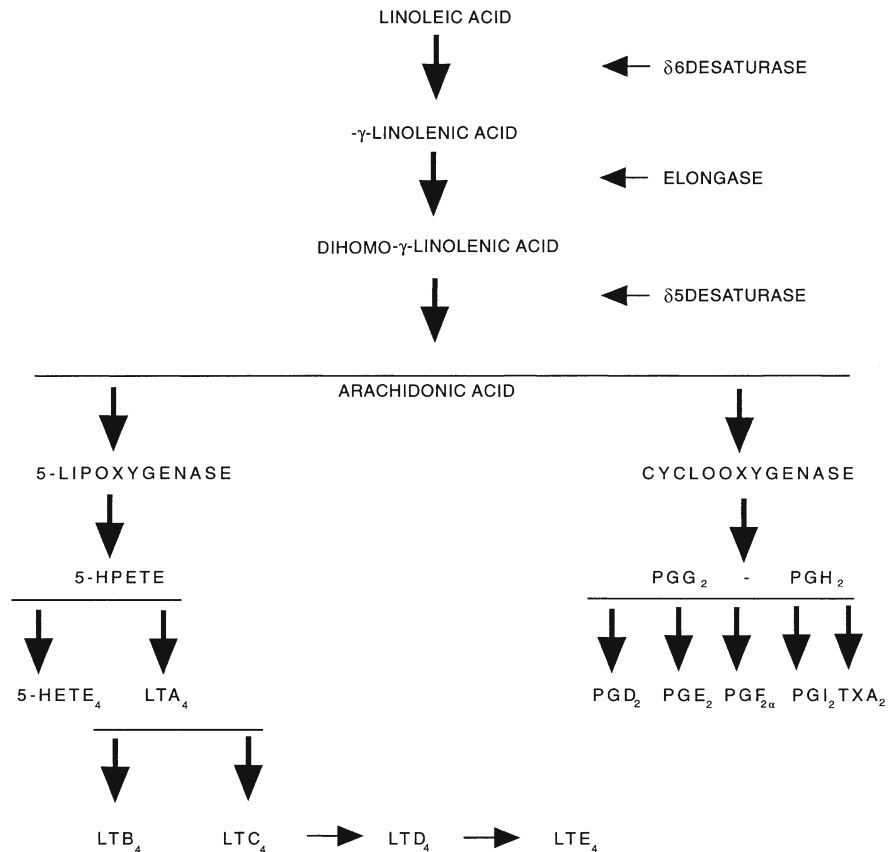 LINOLEIC ACID
δ6DESATURASE
-γ-LINOLENIC ACID
ELONGASE
DIHOMO-γ-LINOLENIC ACID
δ5DESATURASE
ARACHIDONIC ACID
5-LIPOXYGENASE
CYCLOOXYGENASE
5-HPETE
PGG₂ - PGH₂
5-HETE₄ LTA₄
PGD₂ PGE₂ PGF₂α PGI₂ TXA₂
LTB₄ LTC₄ LTD₄ LTE₄